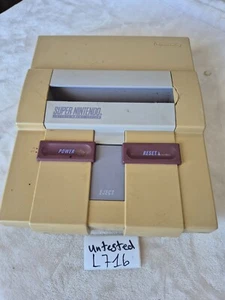 SUPER NINTENDO
POWER
RESET
EJECT
untested
L716